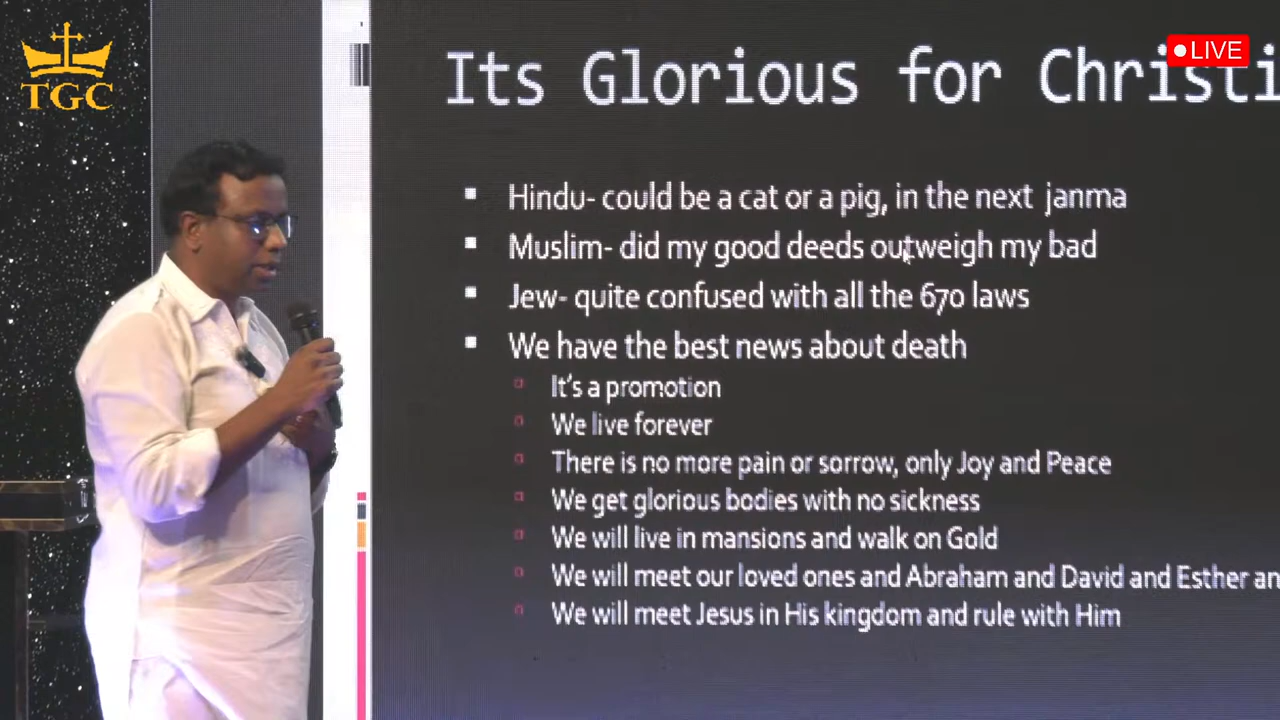 TGC
LIVE
Its Glorious for Christi
Hindu- could be a cat or a pig, in the next janma
Muslim- did my good deeds outweigh my bad
Jew- quite confused with all the 670 laws
We have the best news about death
It's a promotion
We live forever
There is no more pain or sorrow, only Joy and Peace
We get glorious bodies with no sickness
We will live in mansions and walk on Gold
We will meet our loved ones and Abraham and David and Esther an
We will meet Jesus in His kingdom and rule with Him